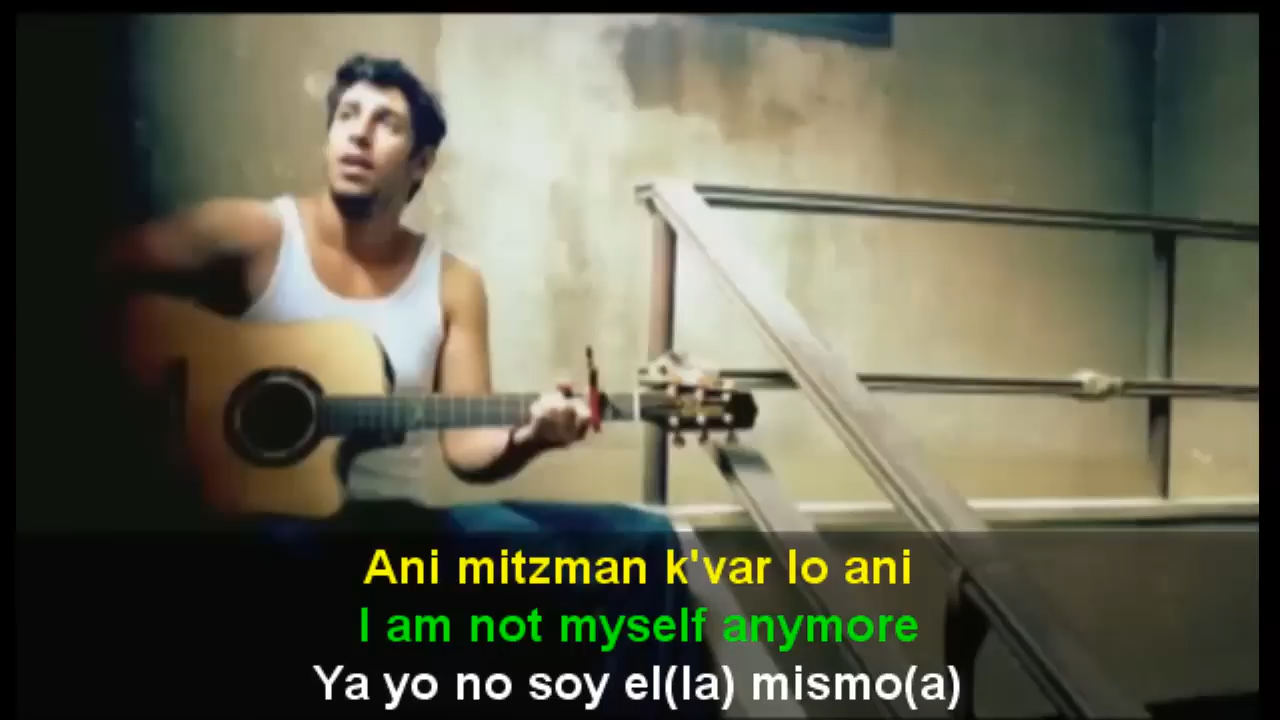 Ani mitzman k'var lo ani
I am not myself anymore
Ya yo no soy el(la) mismo(a)